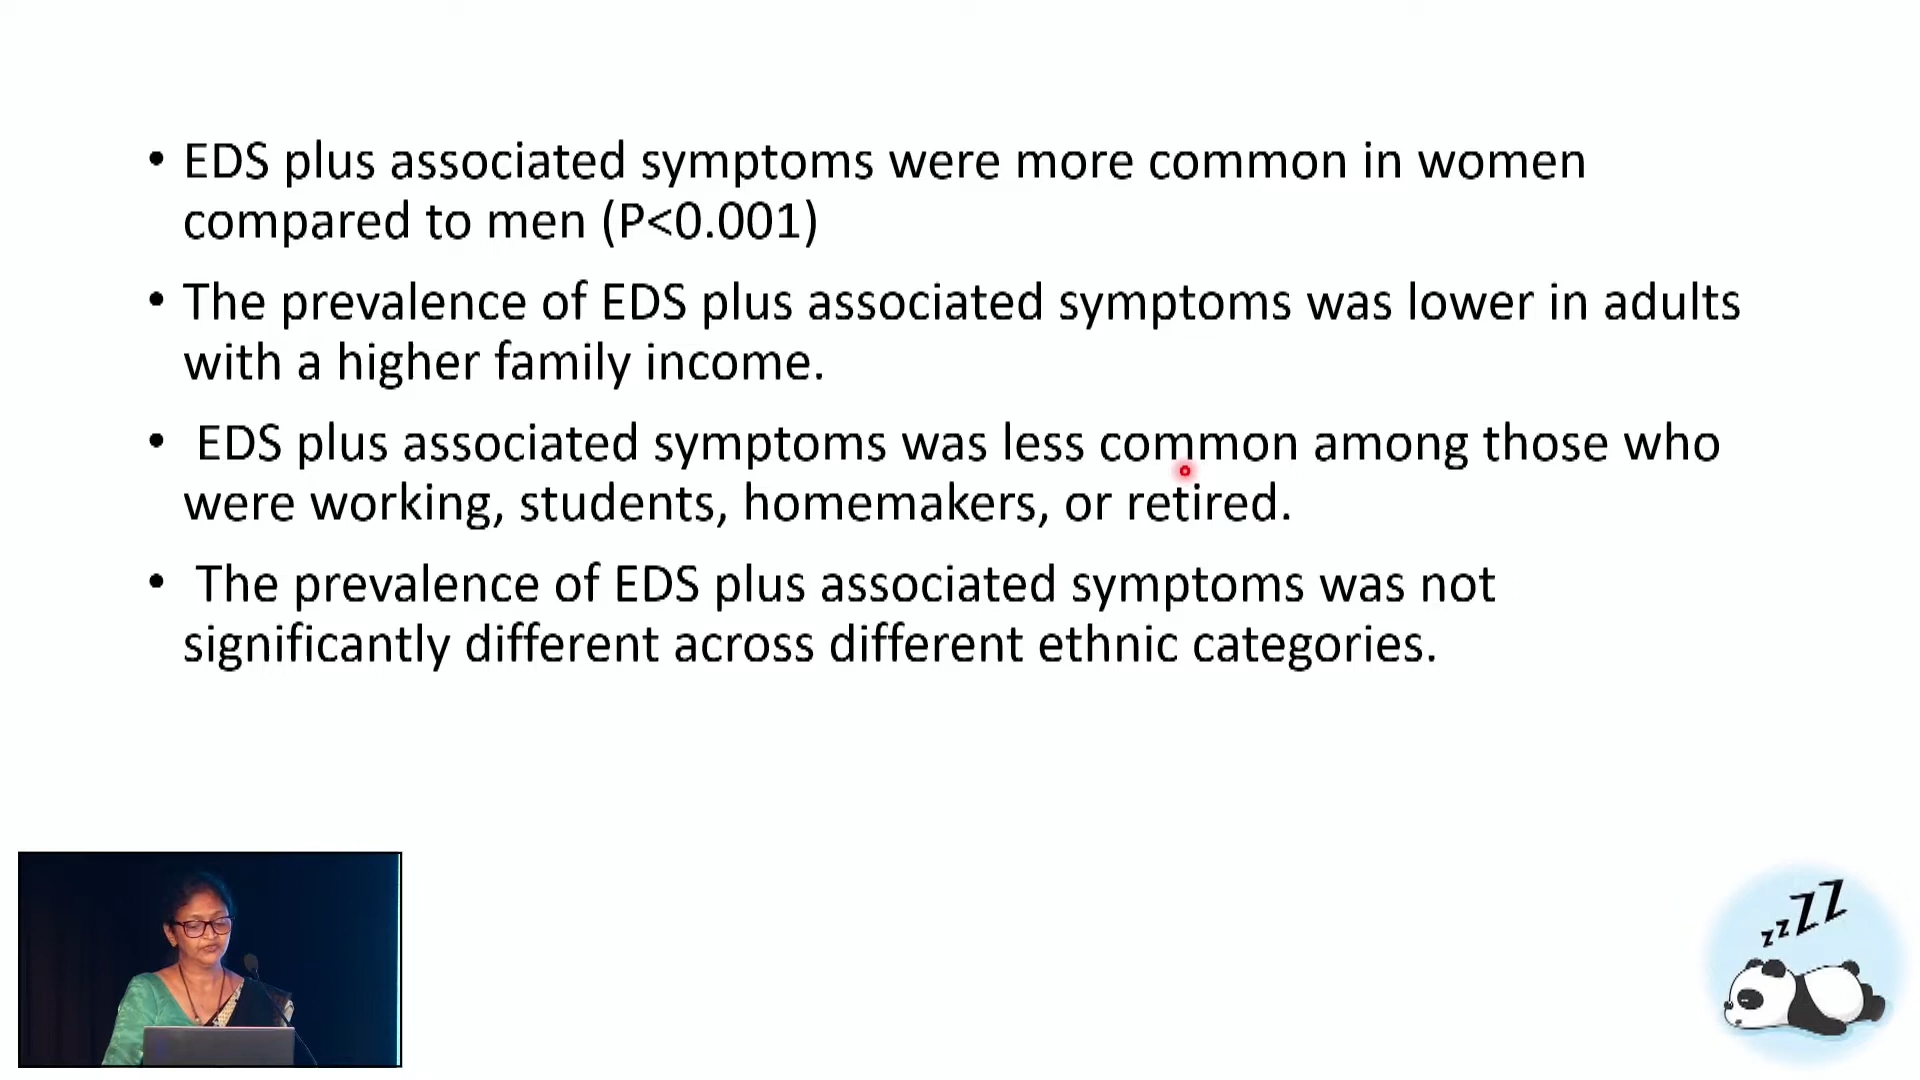 • EDS plus associated symptoms were more common in women
compared to men (P<0.001)
• The prevalence of EDS plus associated symptoms was lower in adults
with a higher family income.
• EDS plus associated symptoms was less common among those who
were working, students, homemakers, or retired.
• The prevalence of EDS plus associated symptoms was not
significantly different across different ethnic categories.
zzZZ